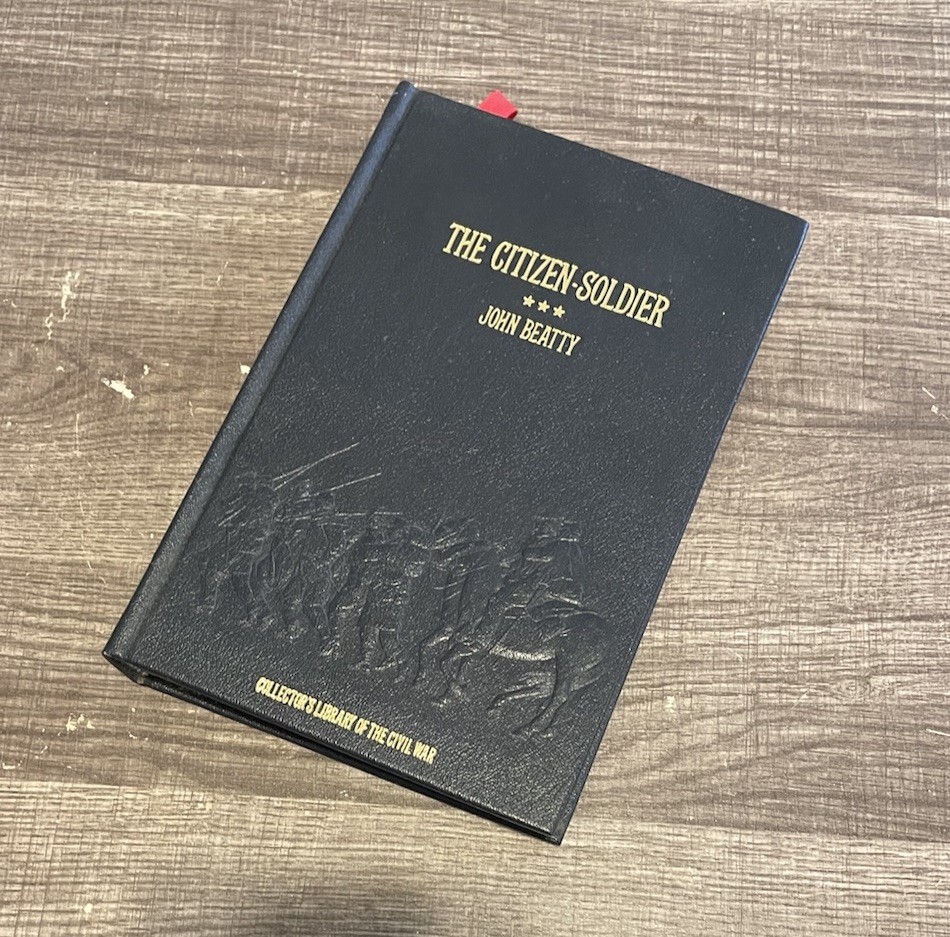 THE CITIZEN-SOLDIER
★★★
JOHN BEATTY
COLLECTOR'S LIBRARY OF THE CIVIL WAR